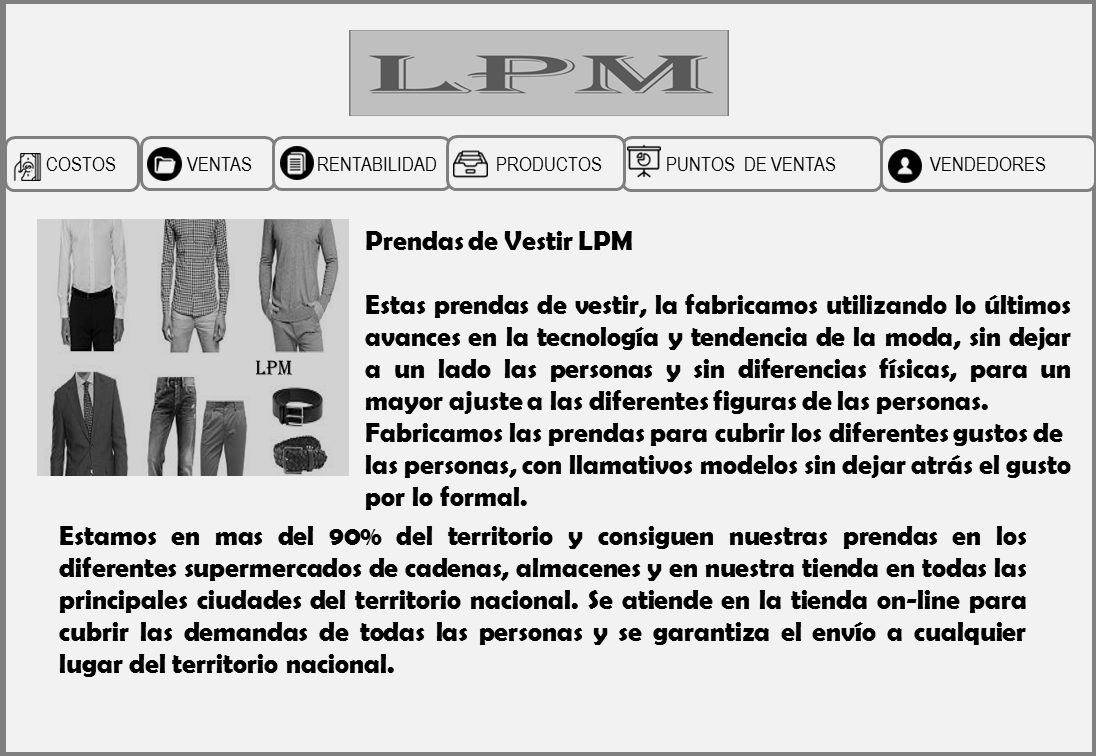 LPM
COSTOS
VENTAS
RENTABILIDAD
PRODUCTOS
PUNTOS DE VENTAS
VENDEDORES
LPM
Prendas de Vestir LPM
Estas prendas de vestir, la fabricamos utilizando lo últimos
avances en la tecnología y tendencia de la moda, sin dejar
a un lado las personas y sin diferencias físicas, para un
mayor ajuste a las diferentes figuras de las personas.
Fabricamos las prendas para cubrir los diferentes gustos de
las personas, con llamativos modelos sin dejar atrás el gusto
por lo formal.
Estamos en mas del 90% del territorio y consiguen nuestras prendas en los
diferentes supermercados de cadenas, almacenes y en nuestra tienda en todas las
principales ciudades del territorio nacional. Se atiende en la tienda on-line para
cubrir las demandas de todas las personas y se garantiza el envío a cualquier
lugar del territorio nacional.